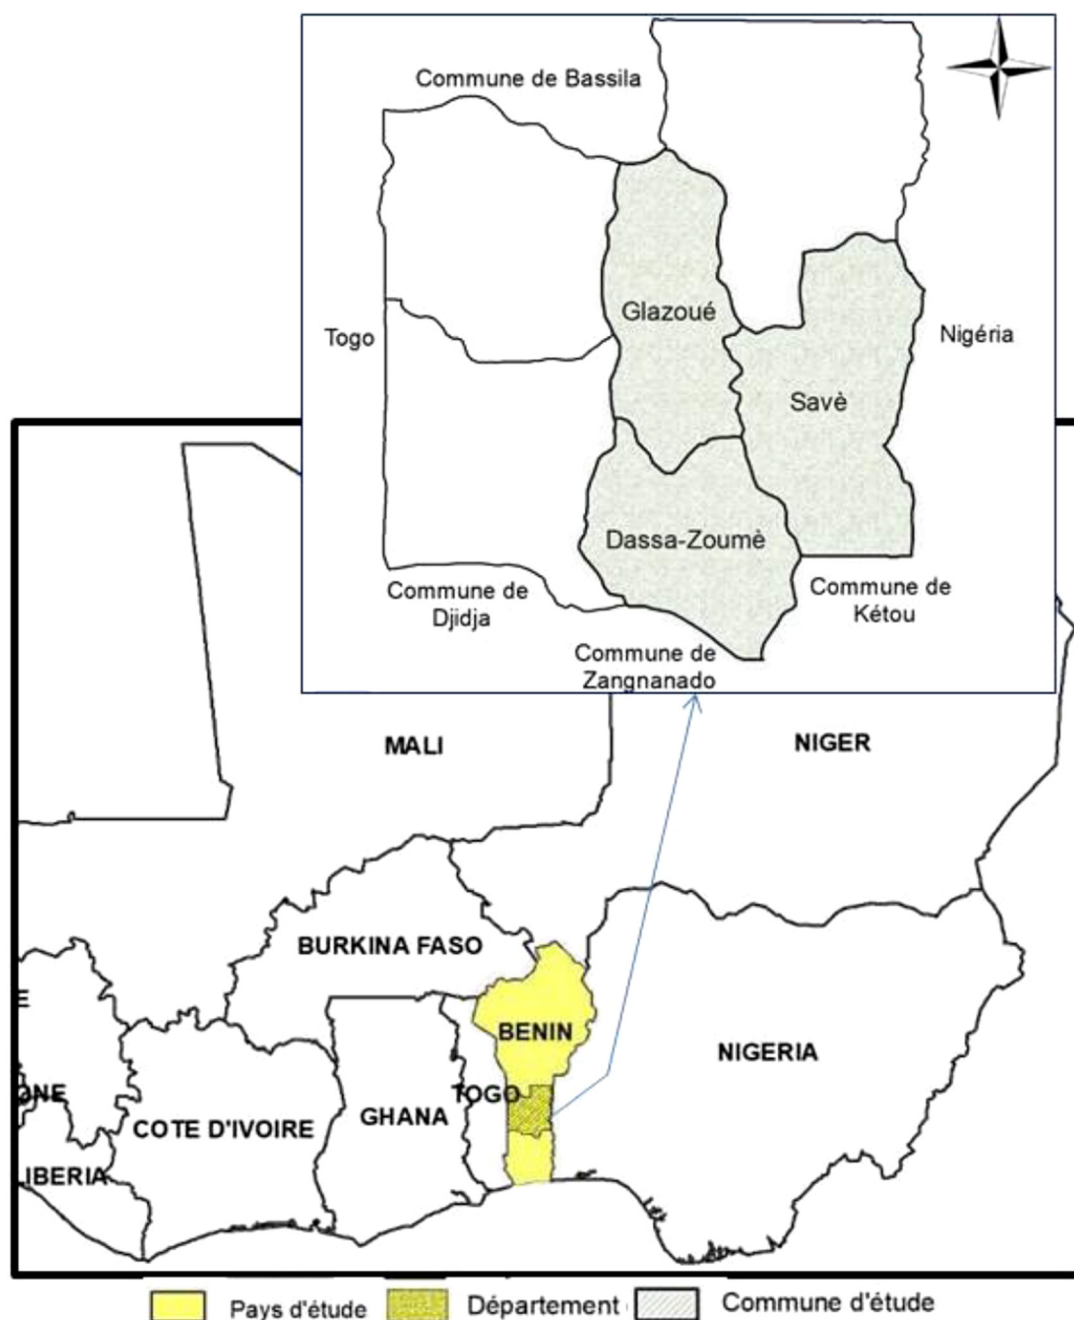 Commune de Bassila
Glazoué
Togo
Nigéria
Savè
Dassa-Zoumè
Commune de
Djidja
Commune de
Kétou
Commune de
Zangnanado
MALI
NIGER
BURKINA FASO
E
BENIN
NIGERIA
ONE
TOGO
GHANA
COTE D'IVOIRE
IBERIA
Pays d'étude
Département
Commune d'étude